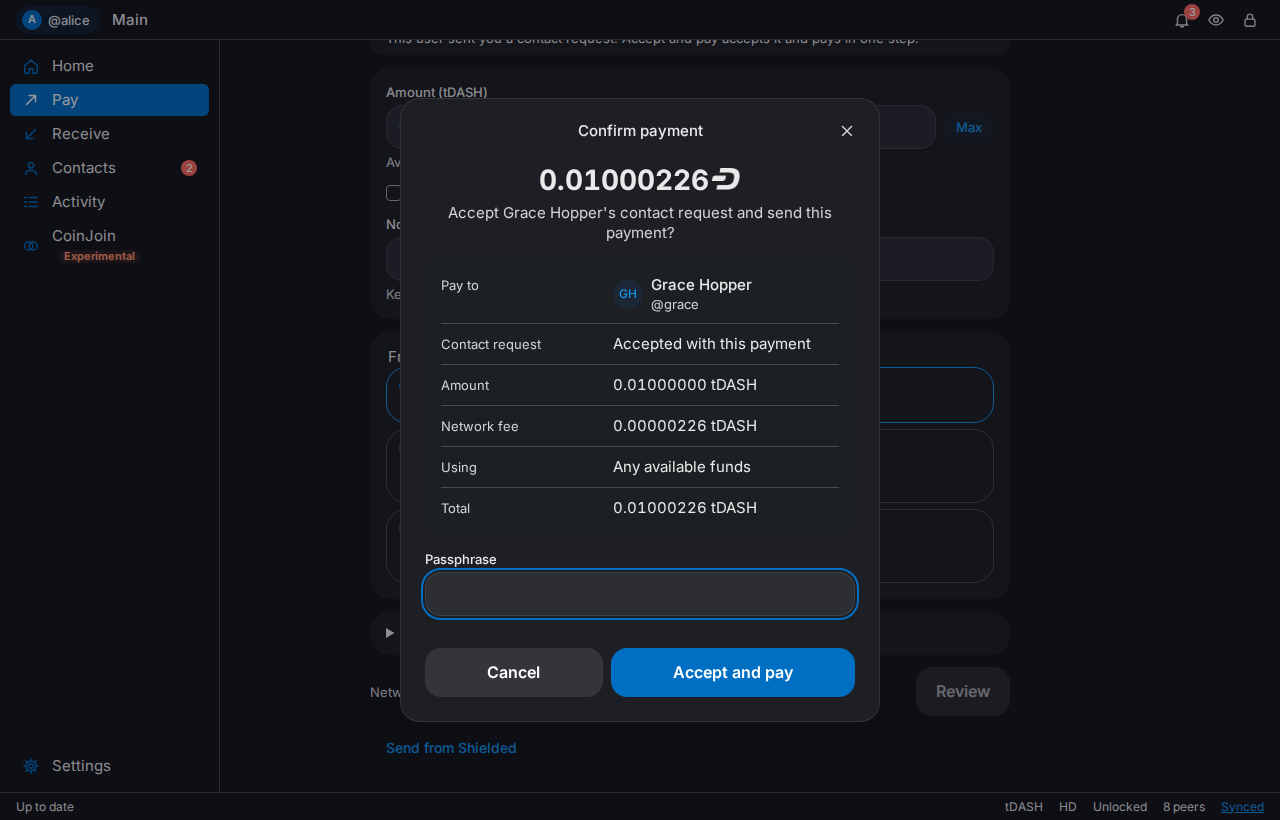 A @alice Main
3
Home
Pay
Receive
Contacts 2
Activity
CoinJoin
Experimental
Settings
This user sent you a contact request. Accept and pay accepts it and pays in one step.
Amount (tDASH)
Max
Confirm payment
0.01000226
Accept Grace Hopper's contact request and send this
payment?
Pay to
GH Grace Hopper
@grace
Contact request Accepted with this payment
Amount 0.01000000 tDASH
Network fee 0.00000226 tDASH
Using Any available funds
Total 0.01000226 tDASH
Passphrase
Cancel Accept and pay
Review
Send from Shielded
Up to date tDASH HD Unlocked 8 peers Synced